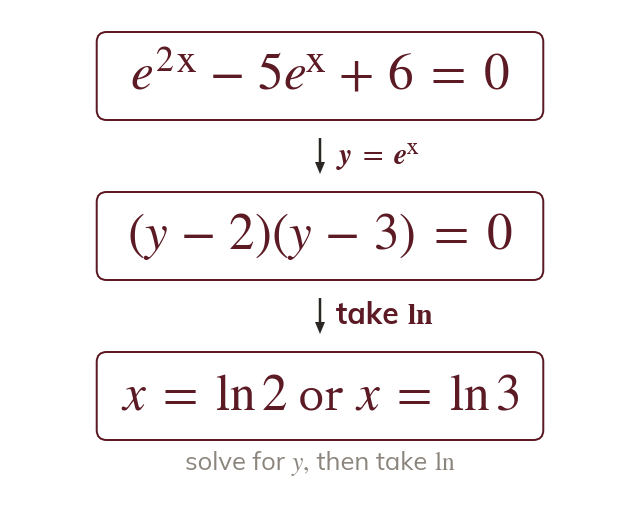 e^{2x} − 5e^x + 6 = 0
y = e^x
(y − 2)(y − 3) = 0
take ln
x = ln 2 or x = ln 3
solve for y, then take ln